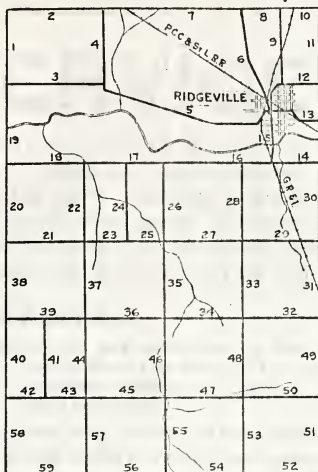 2 7 8 9 10
1 4 P.C.C.& St.L.R.R. 6 11
3 12
RIDGEVILLE
5 13
19 15
18 17 16 14
G.R.& I.
20 22 24 26 28 30
21 23 25 27 29
38 37 35 33 31
39 36 34 32
40 41 44 46 48 49
42 43 45 47 50
58 57 55 53 51
59 56 54 52